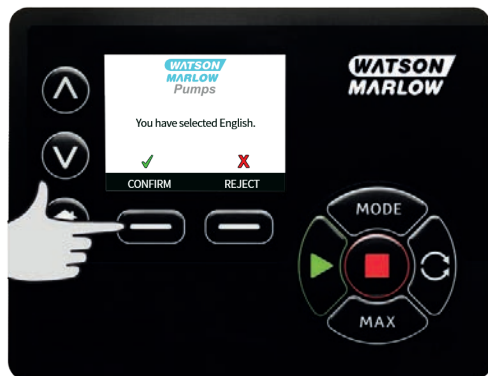 WATSON
MARLOW
Pumps
You have selected English.
CONFIRM
REJECT
WATSON
MARLOW
MODE
MAX